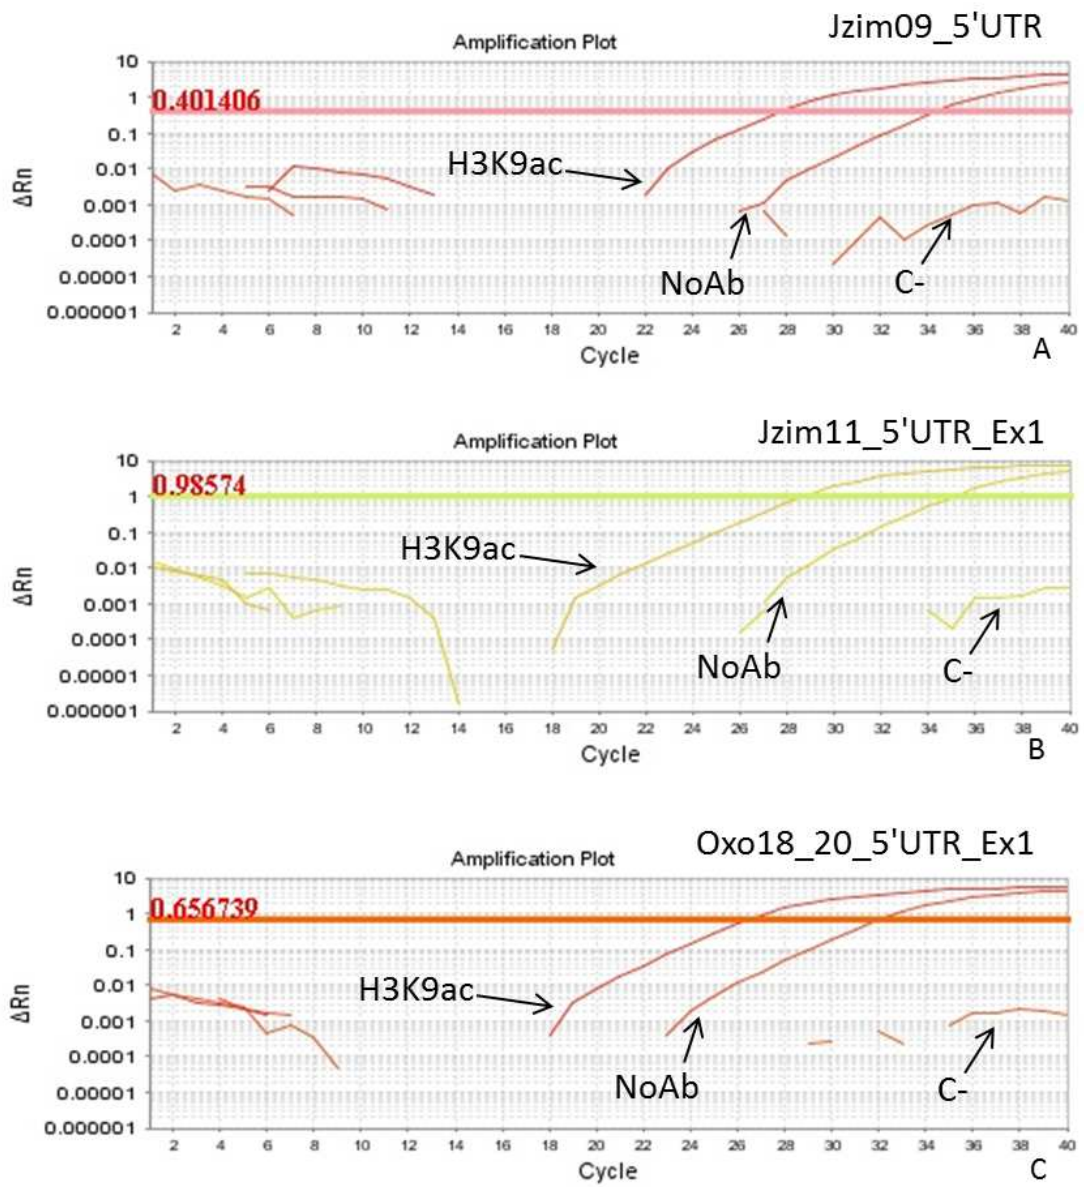 Jzim09_5'UTR
Amplification Plot
10
0.401406
1
0.1
0.01
0.001
0.0001
0.00001
0.000001
ΔRn
H3K9ac
NoAb
C-
2 4 6 8 10 12 14 16 18 20 22 24 26 28 30 32 34 36 38 40
Cycle
A
Jzim11_5'UTR_Ex1
Amplification Plot
10
0.98574
1
0.1
0.01
0.001
0.0001
0.00001
0.000001
ΔRn
H3K9ac
NoAb
C-
2 4 6 8 10 12 14 16 18 20 22 24 26 28 30 32 34 36 38 40
Cycle
B
Oxo18_20_5'UTR_Ex1
Amplification Plot
10
0.656739
1
0.1
0.01
0.001
0.0001
0.00001
0.000001
ΔRn
H3K9ac
NoAb
C-
2 4 6 8 10 12 14 16 18 20 22 24 26 28 30 32 34 36 38 40
Cycle
C